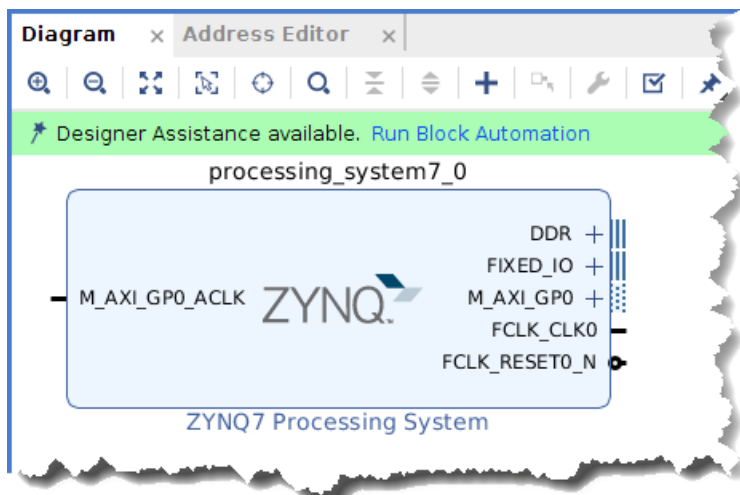 Diagram × Address Editor ×
Designer Assistance available. Run Block Automation
processing_system7_0
DDR
FIXED_IO
M_AXI_GP0_ACLK ZYNQ™ M_AXI_GP0
FCLK_CLK0
FCLK_RESET0_N
ZYNQ7 Processing System